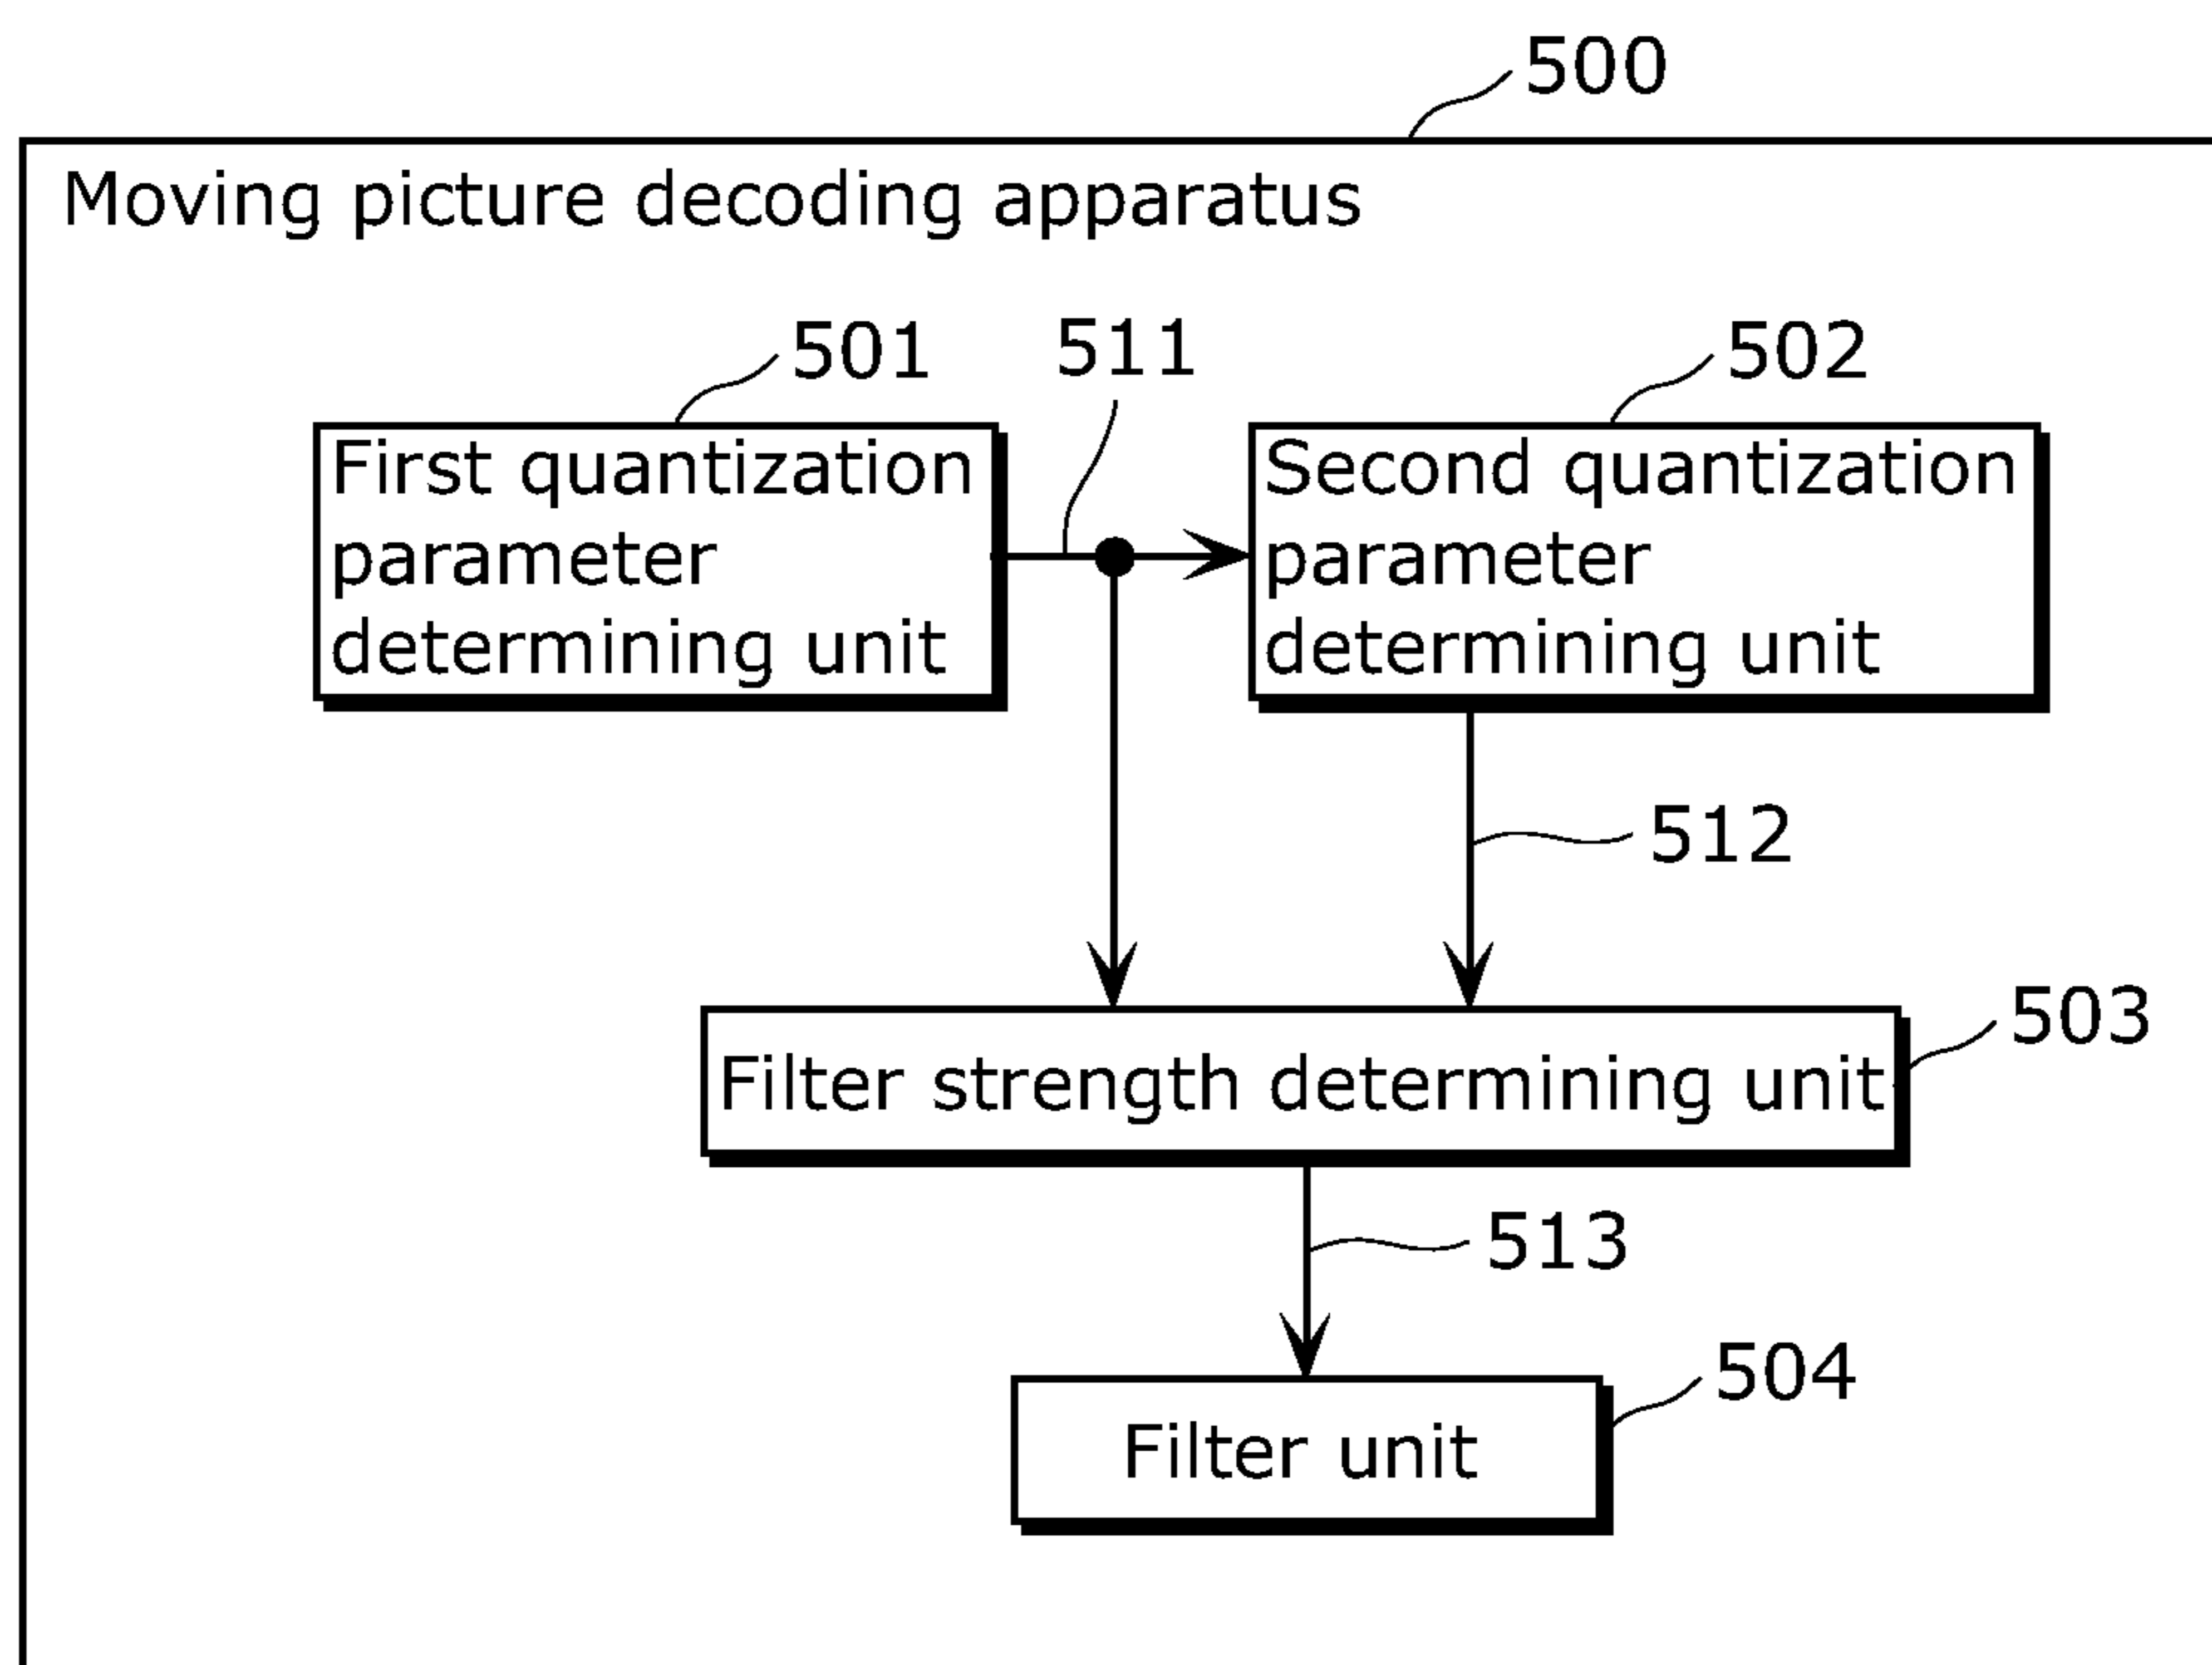 500
Moving picture decoding apparatus
501
511
502
First quantization
parameter
determining unit
Second quantization
parameter
determining unit
512
503
Filter strength determining unit
513
504
Filter unit